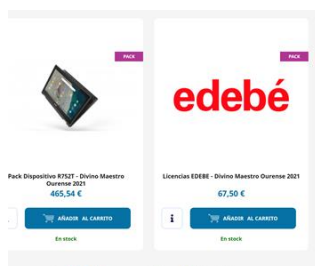 PACK
Pack Dispositivo R752T - Divino Maestro
Ourense 2021
465,54 €
AÑADIR AL CARRITO
En stock
PACK
edebé
Licencias EDEBE - Divino Maestro Ourense 2021
67,50 €
i
AÑADIR AL CARRITO
En stock